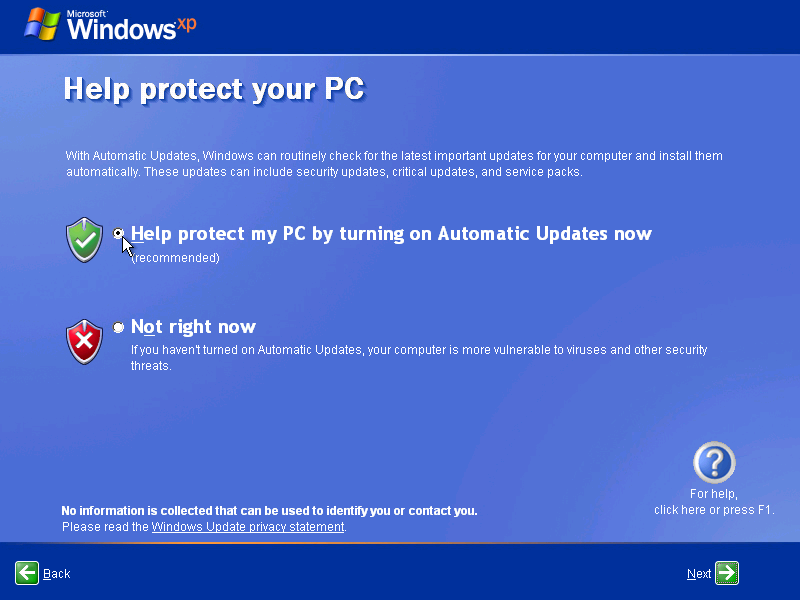 Microsoft®
Windows xp
Help protect your PC
With Automatic Updates, Windows can routinely check for the latest important updates for your computer and install them
automatically. These updates can include security updates, critical updates, and service packs.
Help protect my PC by turning on Automatic Updates now
(recommended)
Not right now
If you haven't turned on Automatic Updates, your computer is more vulnerable to viruses and other security
threats.
?
For help,
click here or press F1.
No information is collected that can be used to identify you or contact you.
Please read the Windows Update privacy statement.
Back
Next